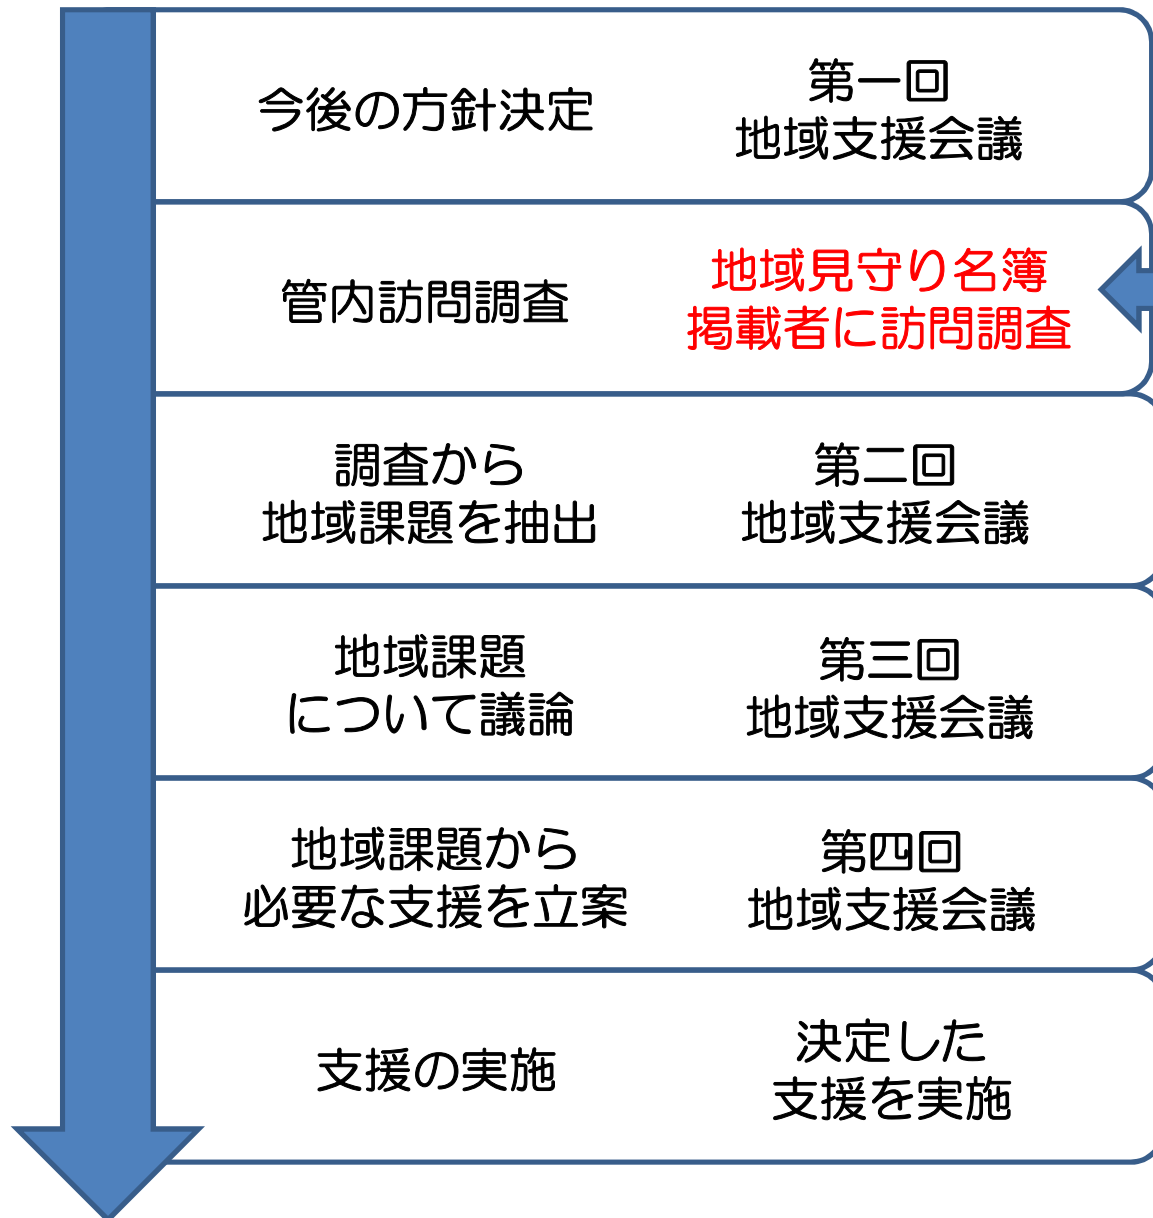 今後の方針決定
第一回
地域支援会議
管内訪問調査
地域見守り名簿
掲載者に訪問調査
調査から
地域課題を抽出
第二回
地域支援会議
地域課題
について議論
第三回
地域支援会議
地域課題から
必要な支援を立案
第四回
地域支援会議
支援の実施
決定した
支援を実施